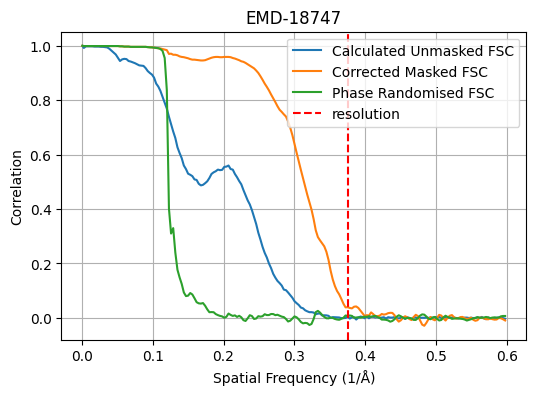 EMD-18747
Calculated Unmasked FSC
Corrected Masked FSC
Phase Randomised FSC
resolution
Correlation
1.0
0.8
0.6
0.4
0.2
0.0
0.0 0.1 0.2 0.3 0.4 0.5 0.6
Spatial Frequency (1/Å)